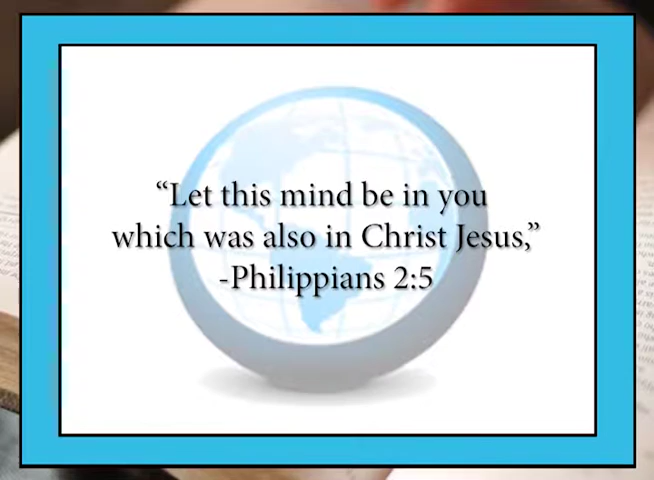 “Let this mind be in you
which was also in Christ Jesus,”
-Philippians 2:5